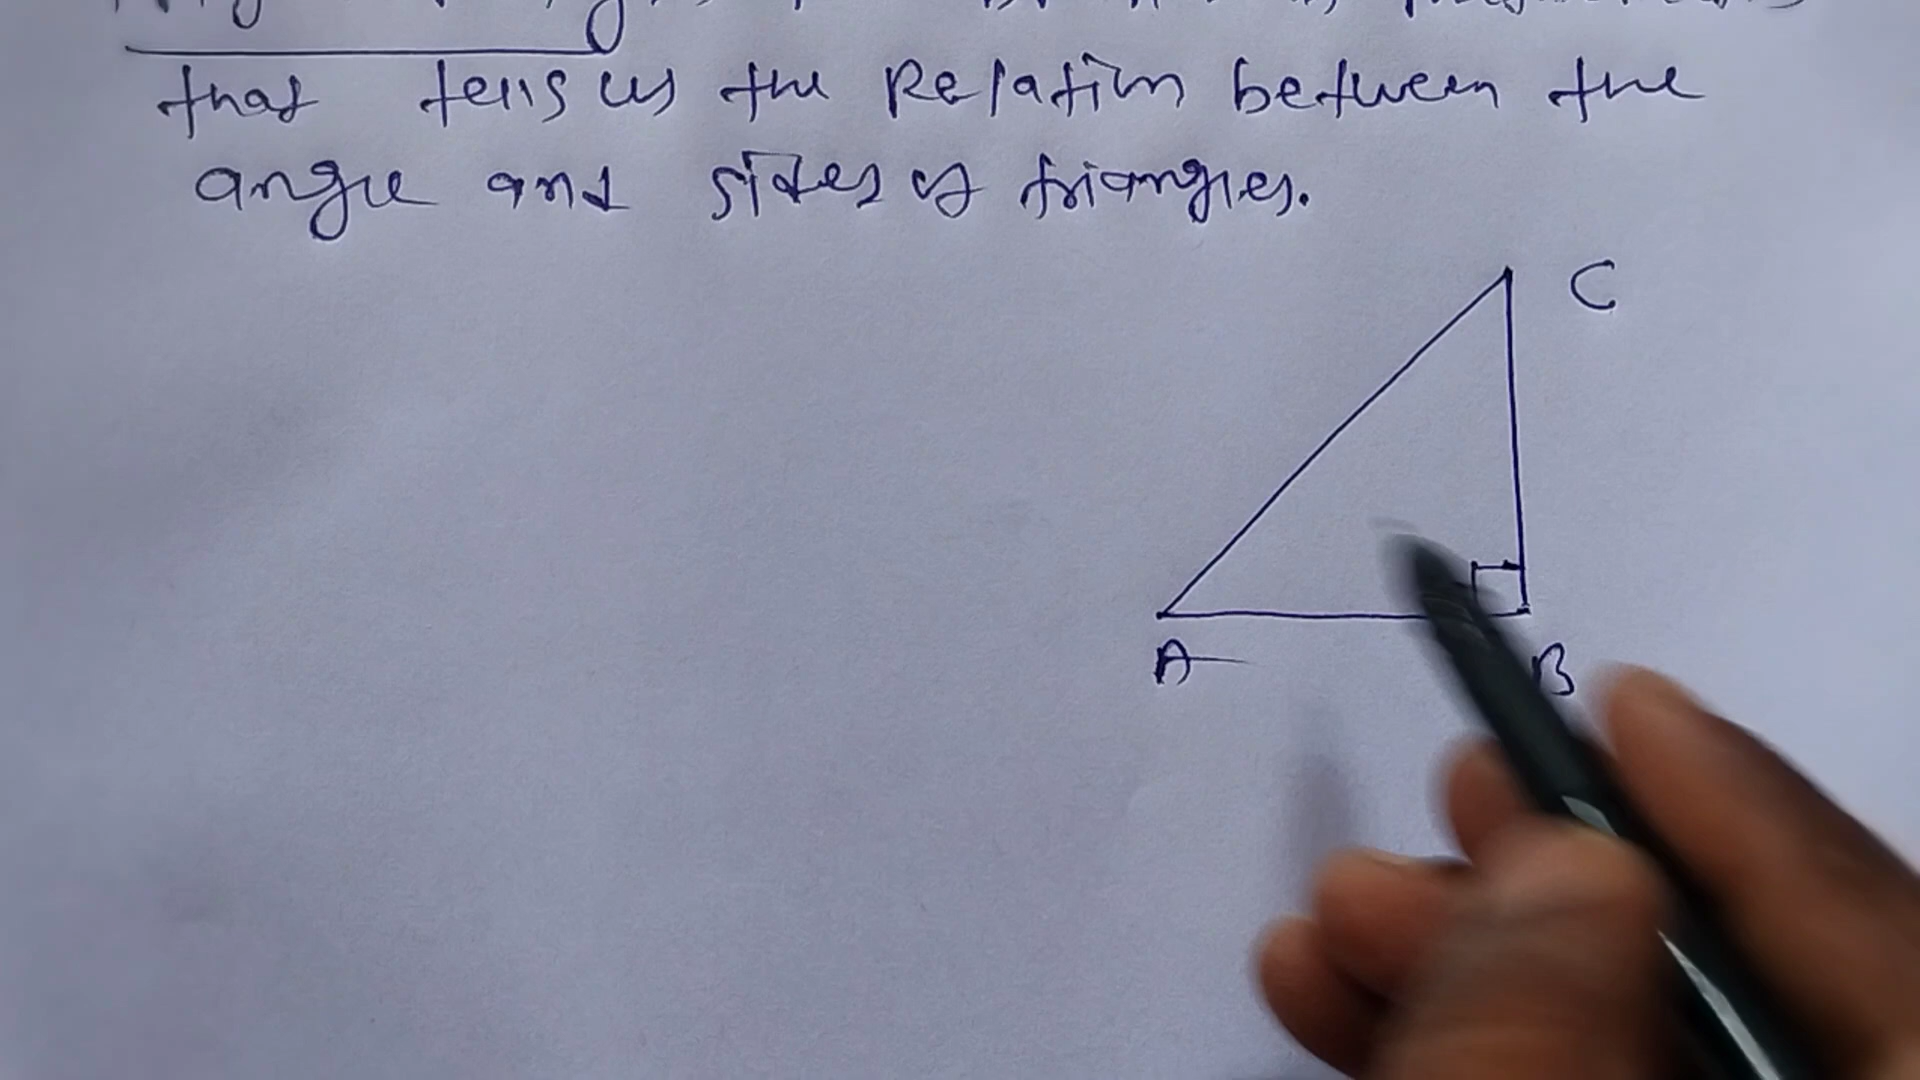 that tells us the Relation between the
angle and sides of triangles.
C
A
B